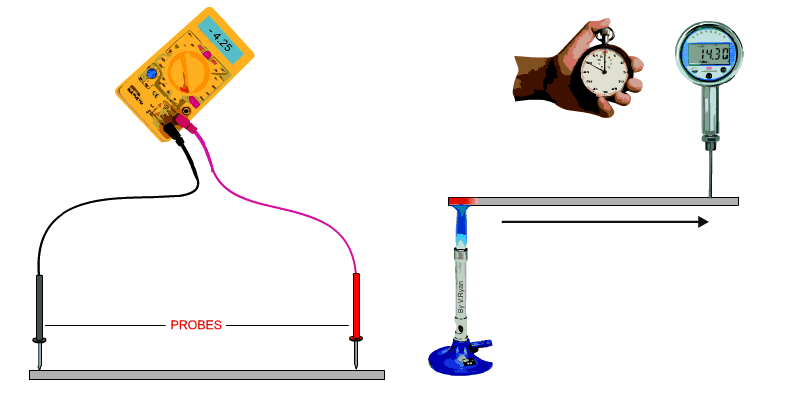 - 4.25
14.30
PROBES
By V.Ryan